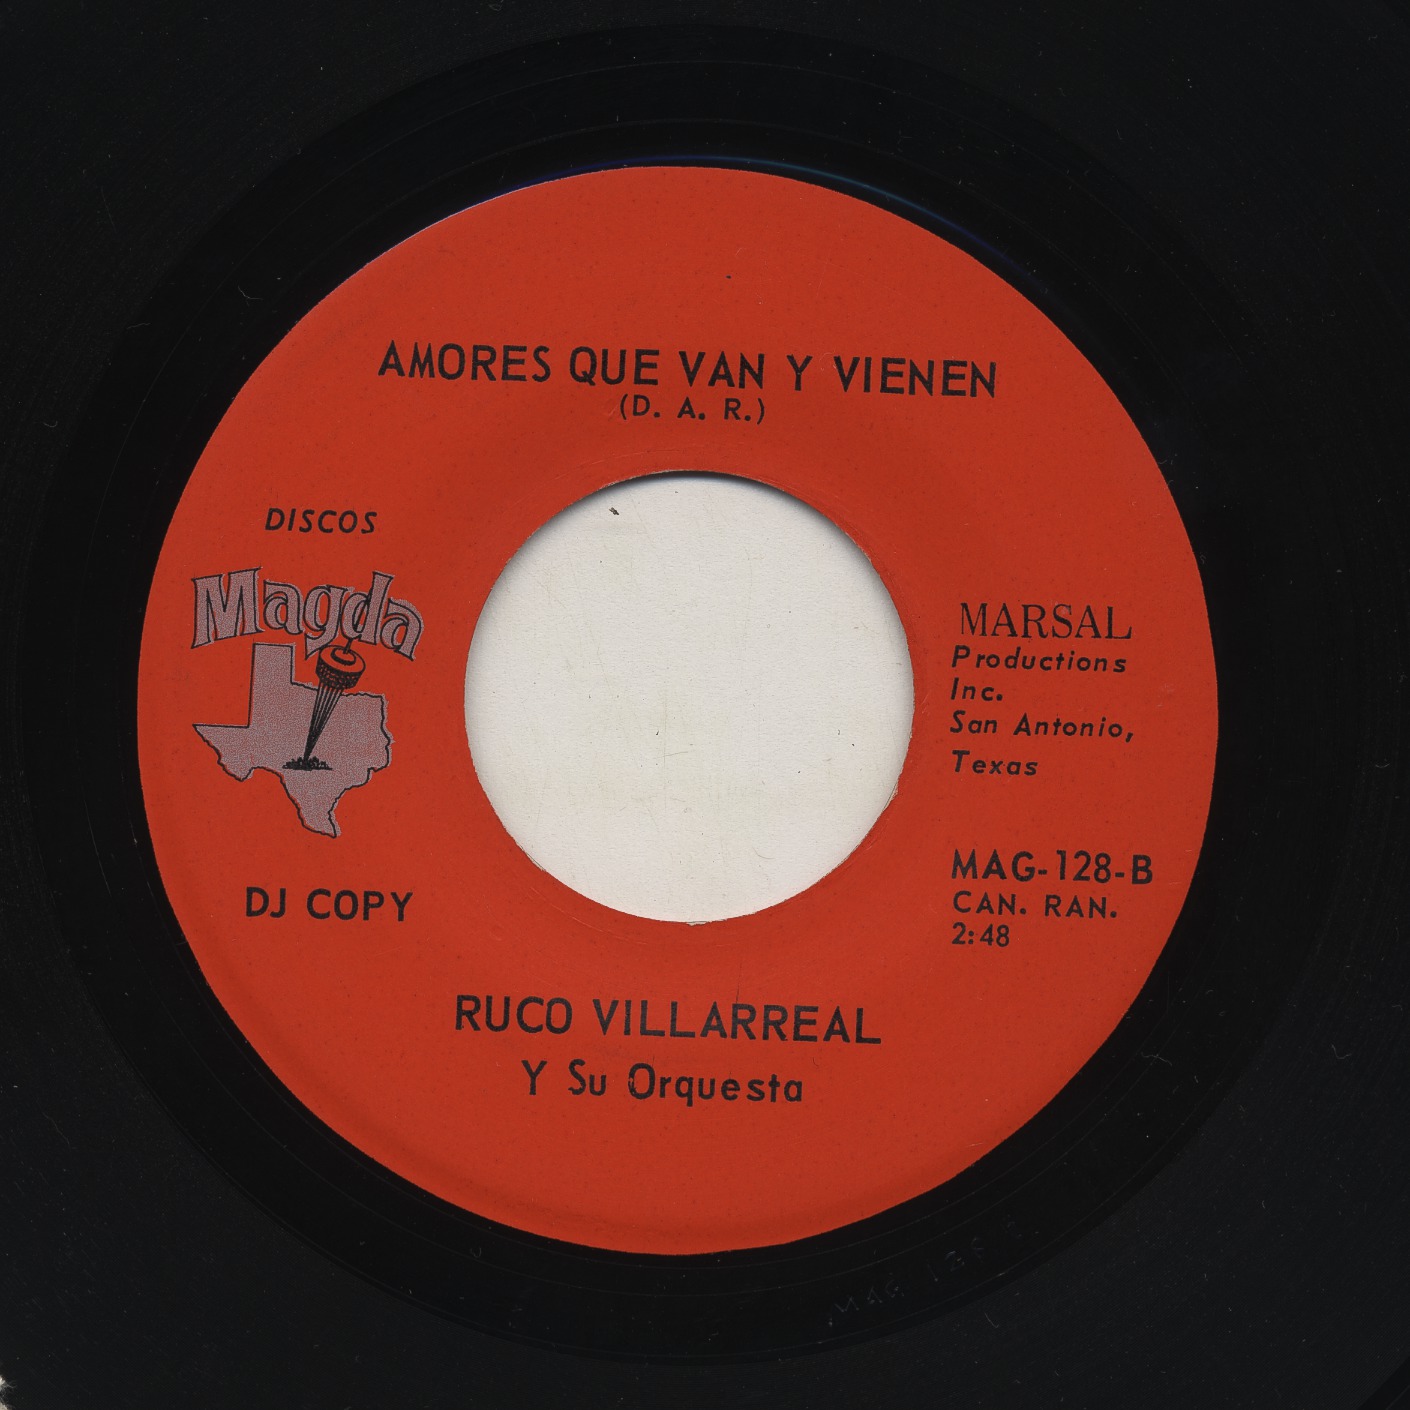 AMORES QUE VAN Y VIENEN
(D. A. R.)
DISCOS
Magda
DJ COPY
MARSAL
Productions
Inc.
San Antonio,
Texas
MAG-128-B
CAN. RAN.
2:48
RUCO VILLARREAL
Y Su Orquesta